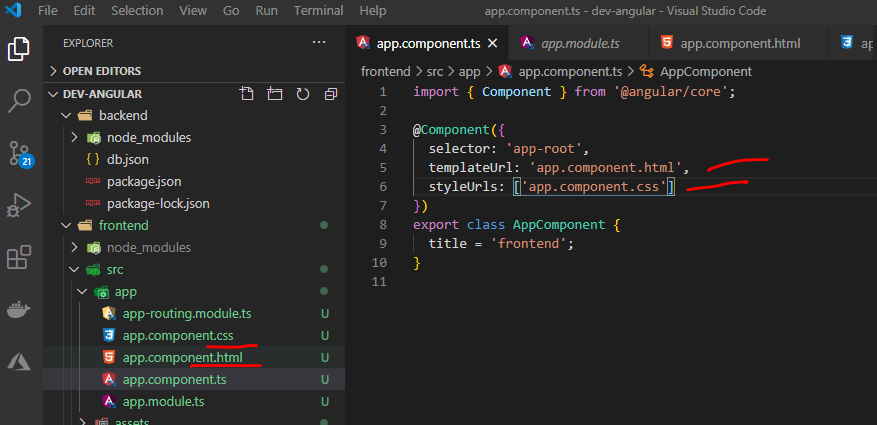 File Edit Selection View Go Run Terminal Help app.component.ts - dev-angular - Visual Studio Code
EXPLORER
OPEN EDITORS
DEV-ANGULAR
backend
node_modules
{ } db.json
package.json
package-lock.json
frontend
node_modules
src
app
app-routing.module.ts U
app.component.css U
app.component.html U
app.component.ts U
app.module.ts U
assets
21
app.component.ts app.module.ts app.component.html
frontend > src > app > app.component.ts > AppComponent
1 import { Component } from '@angular/core';
2
3 @Component({
4 selector: 'app-root',
5 templateUrl: 'app.component.html',
6 styleUrls: ['app.component.css']
7 })
8 export class AppComponent {
9 title = 'frontend';
10 }
11